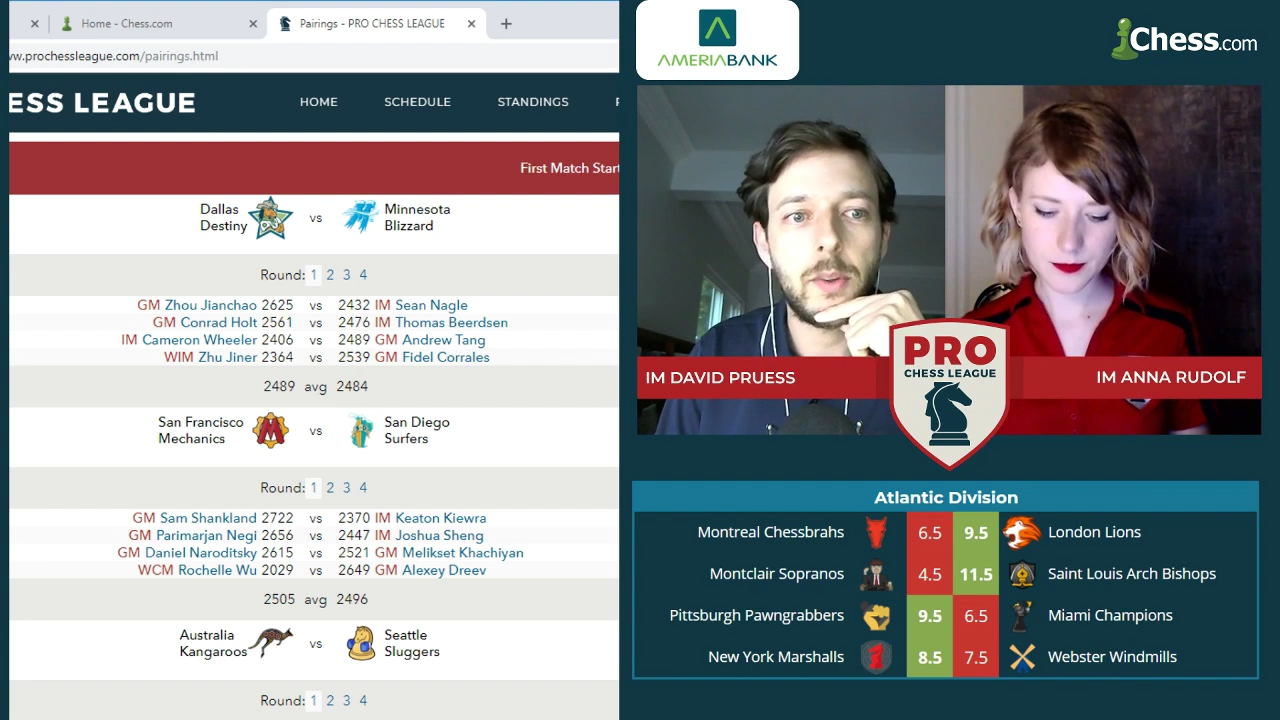 Home - Chess.com
Pairings - PRO CHESS LEAGUE
w.prochessleague.com/pairings.html
ESS LEAGUE
HOME
SCHEDULE
STANDINGS
First Match Start
Dallas
Destiny
vs
Minnesota
Blizzard
Round: 1 2 3 4
GM Zhou Jianchao 2625 vs 2432 IM Sean Nagle
GM Conrad Holt 2561 vs 2476 IM Thomas Beerdsen
IM Cameron Wheeler 2406 vs 2489 GM Andrew Tang
WIM Zhu Jiner 2364 vs 2539 GM Fidel Corrales
2489 avg 2484
San Francisco
Mechanics
vs
San Diego
Surfers
Round: 1 2 3 4
GM Sam Shankland 2722 vs 2370 IM Keaton Kiewra
GM Parimarjan Negi 2656 vs 2447 IM Joshua Sheng
GM Daniel Naroditsky 2615 vs 2521 GM Melikset Khachiyan
WCM Rochelle Wu 2029 vs 2649 GM Alexey Dreev
2505 avg 2496
Australia
Kangaroos
vs
Seattle
Sluggers
Round: 1 2 3 4
AMERIABANK
Chess.com
IM DAVID PRUESS
PRO
CHESS LEAGUE
IM ANNA RUDOLF
Atlantic Division
Montreal Chessbrahs 6.5 9.5 London Lions
Montclair Sopranos 4.5 11.5 Saint Louis Arch Bishops
Pittsburgh Pawngrabbers 9.5 6.5 Miami Champions
New York Marshalls 8.5 7.5 Webster Windmills